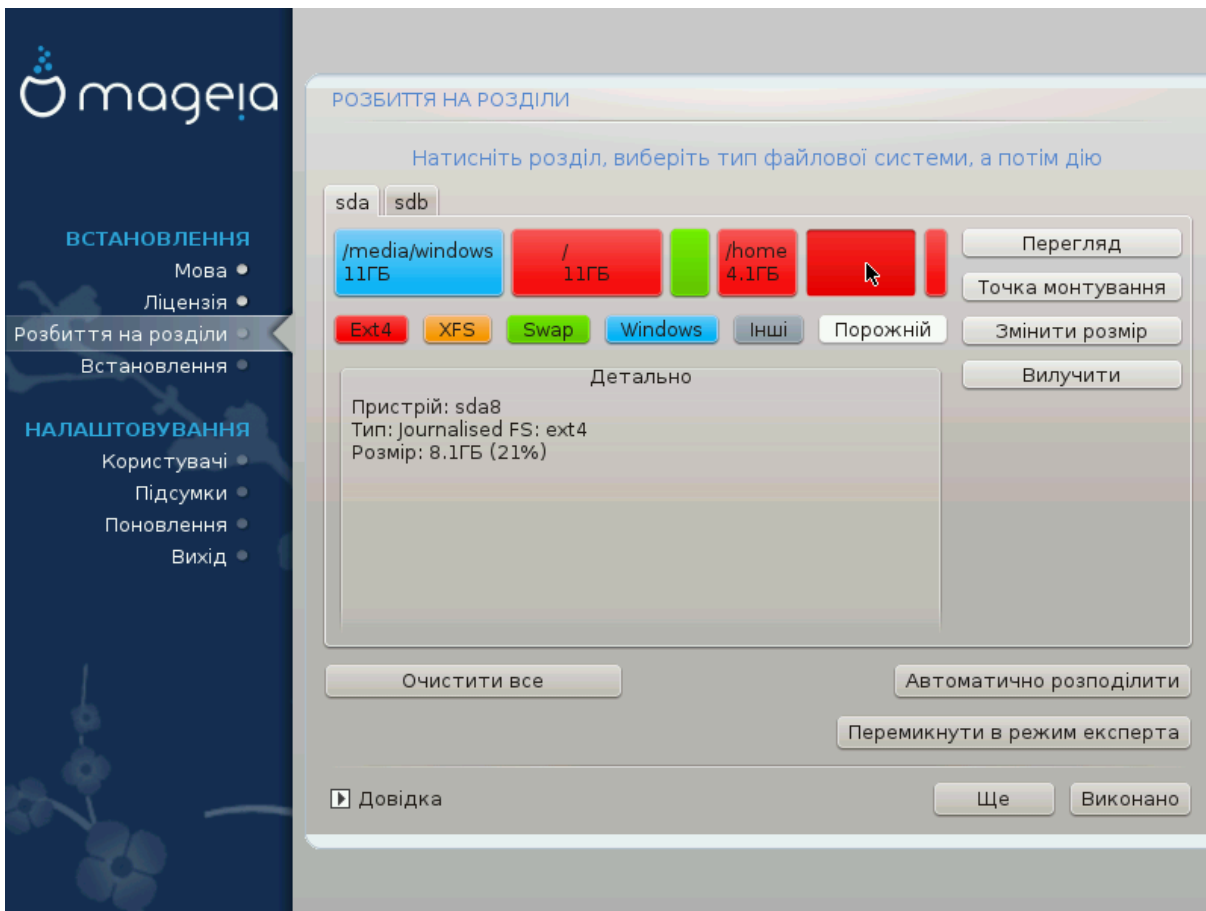 mageia
ВСТАНОВЛЕННЯ
Мова
Ліцензія
Розбиття на розділи
Встановлення
НАЛАШТОВУВАННЯ
Користувачі
Підсумки
Поновлення
Вихід
РОЗБИТТЯ НА РОЗДІЛИ
Натисніть розділ, виберіть тип файлової системи, а потім дію
sda sdb
/media/windows
11ГБ
/
11ГБ
/home
4.1ГБ
Ext4 XFS Swap Windows Інші Порожній
Перегляд
Точка монтування
Змінити розмір
Вилучити
Детально
Пристрій: sda8
Тип: Journalised FS: ext4
Розмір: 8.1ГБ (21%)
Очистити все Автоматично розподілити
Перемикнути в режим експерта
Довідка Ще Виконано